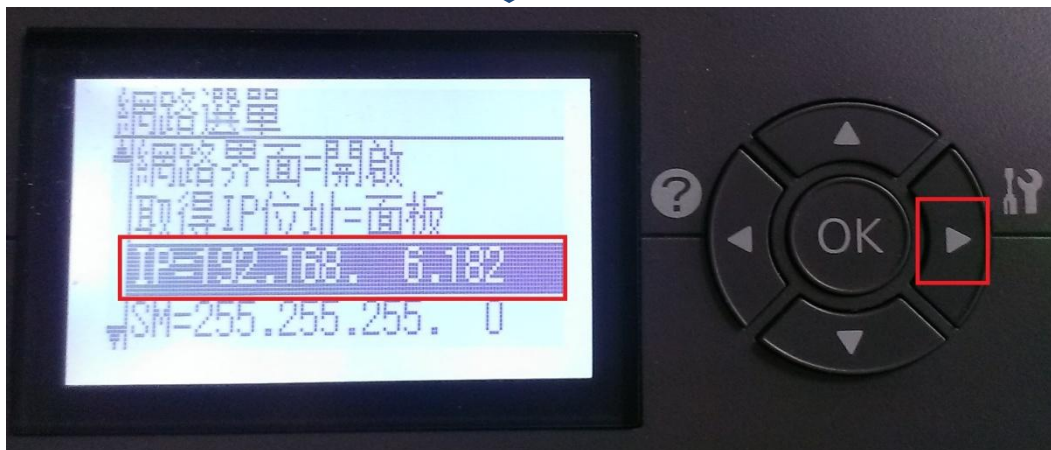 網路選單
網路界面=開啟
取得IP位址=面板
IP=192.168. 6.182
SM=255.255.255. 0
?
OK